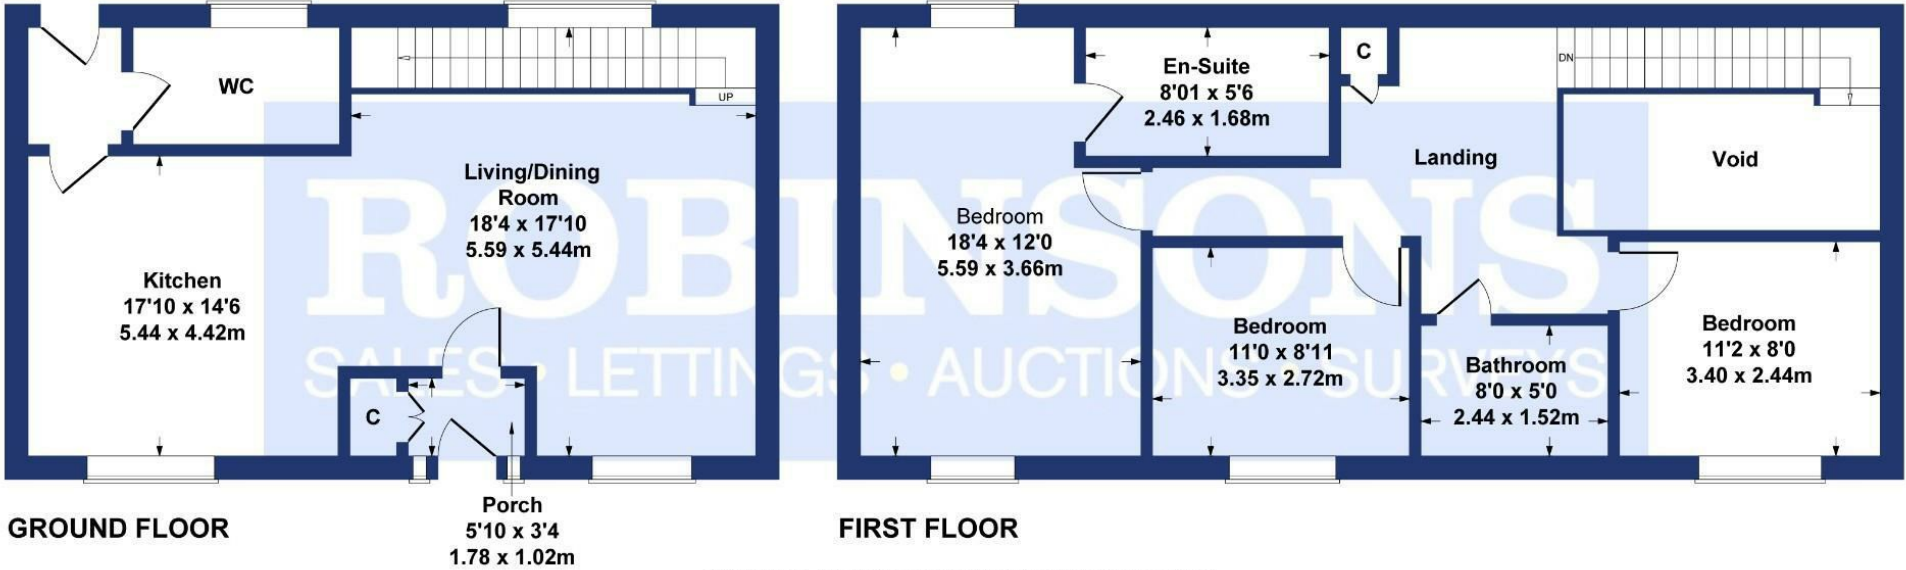 WC
UP
Living/Dining
Room
18'4 x 17'10
5.59 x 5.44m
Kitchen
17'10 x 14'6
5.44 x 4.42m
C
Porch
5'10 x 3'4
1.78 x 1.02m
GROUND FLOOR
En-Suite
8'01 x 5'6
2.46 x 1.68m
C
DN
Landing
Void
Bedroom
18'4 x 12'0
5.59 x 3.66m
Bedroom
11'0 x 8'11
3.35 x 2.72m
Bathroom
8'0 x 5'0
2.44 x 1.52m
Bedroom
11'2 x 8'0
3.40 x 2.44m
FIRST FLOOR
ROBINSONS
SALES • LETTINGS • AUCTIONS • SURVEYS